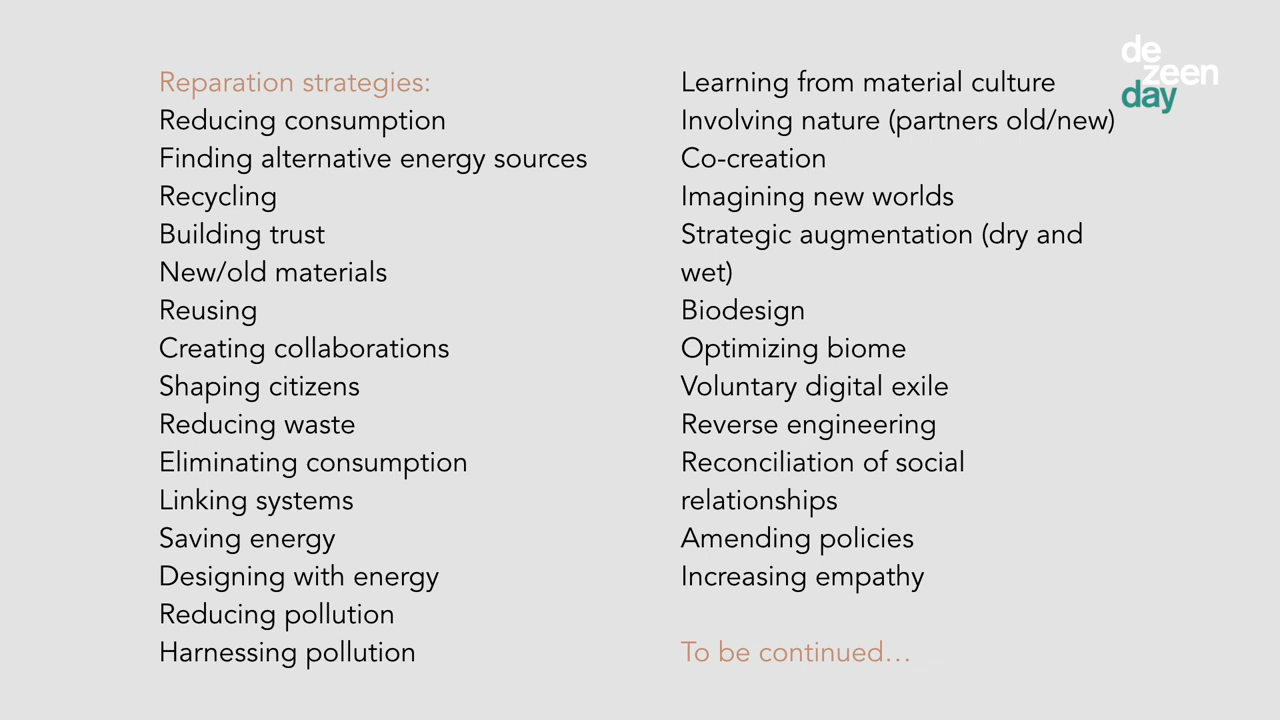 Reparation strategies:
Reducing consumption
Finding alternative energy sources
Recycling
Building trust
New/old materials
Reusing
Creating collaborations
Shaping citizens
Reducing waste
Eliminating consumption
Linking systems
Saving energy
Designing with energy
Reducing pollution
Harnessing pollution
Learning from material culture
Involving nature (partners old/new)
Co-creation
Imagining new worlds
Strategic augmentation (dry and
wet)
Biodesign
Optimizing biome
Voluntary digital exile
Reverse engineering
Reconciliation of social
relationships
Amending policies
Increasing empathy
To be continued…
de
zeen
day